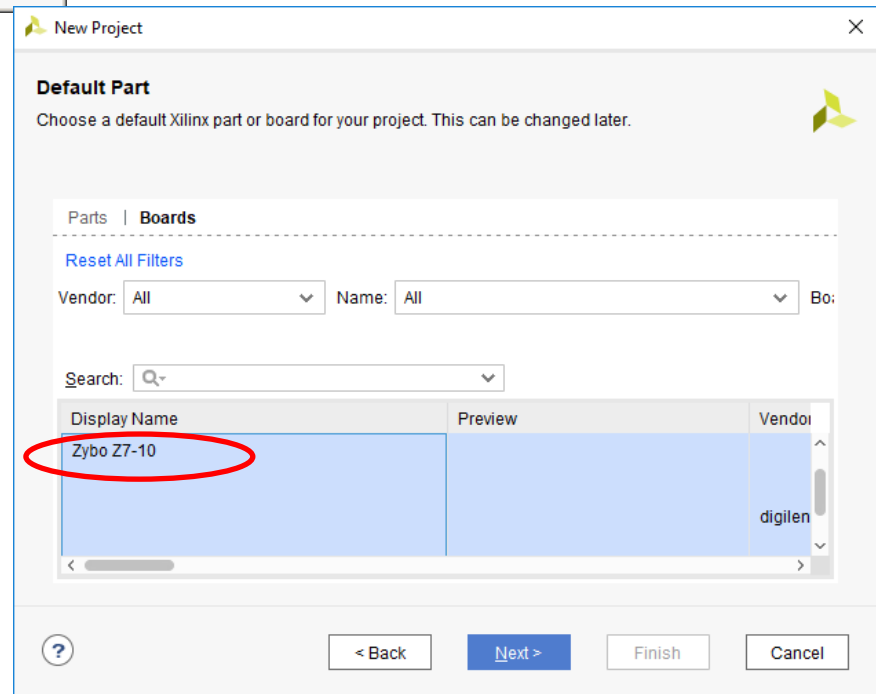 New Project
Default Part
Choose a default Xilinx part or board for your project. This can be changed later.
Parts | Boards
Reset All Filters
Vendor: All Name: All Boa
Search:
Display Name Preview Vendor
Zybo Z7-10
digilen
? < Back Next > Finish Cancel